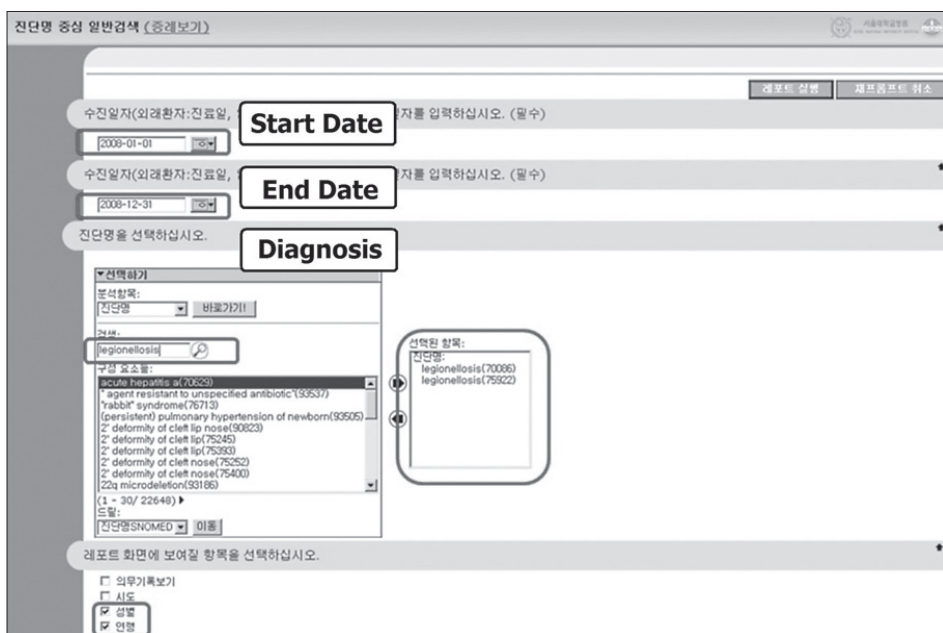 진단명 중심 일반검색 (증례보기)
서울대학교병원
레포트 실행 재프롬프트 취소
수진일자(외래환자:진료일, Start Date 자를 입력하십시오. (필수)
2008-01-01
수진일자(외래환자:진료일, End Date 자를 입력하십시오. (필수)
2008-12-31
진단명을 선택하십시오. Diagnosis
▼선택하기
분석항목:
진단명 바로가기!
검색:
legionellosis
구성 요소들:
acute hepatitis a(70629)
" agent resistant to unspecified antibiotic"(93537)
"rabbit" syndrome(76713)
(persistent) pulmonary hypertension of newborn(93505)
2' deformity of cleft lip nose(90823)
2' deformity of cleft lip(75245)
2' deformity of cleft lip(75393)
2' deformity of cleft nose(75252)
2' deformity of cleft nose(75400)
22q microdeletion(93186)
(1 - 30/ 22648)
드릴:
진단명SNOMED 이동
선택된 항목:
진단명:
legionellosis(70086)
legionellosis(75922)
레포트 화면에 보여질 항목을 선택하십시오.
의무기록보기
시도
성별
연령